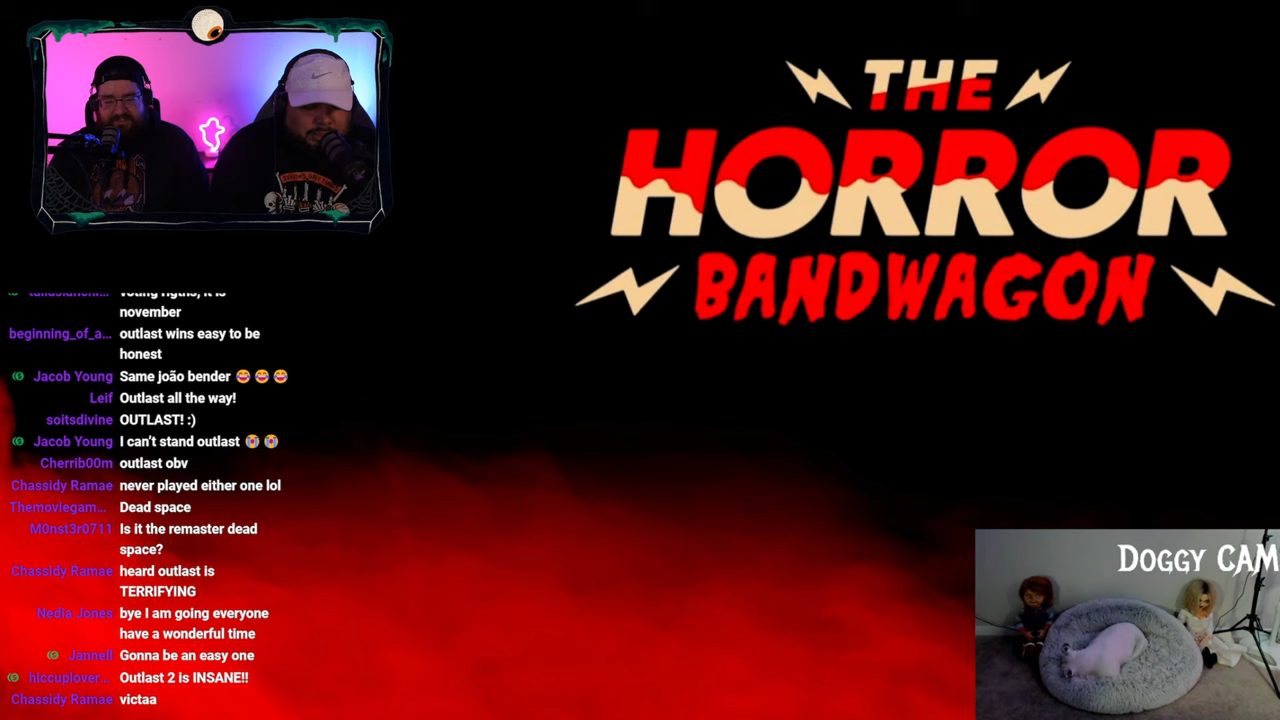 THE
HORROR
BANDWAGON
november
beginning_of_a... outlast wins easy to be
honest
Jacob Young Same joão bender 😂 😂 😂
Leif Outlast all the way!
soitsdivine OUTLAST! :)
Jacob Young I can't stand outlast 😭 😭
Cherrib00m outlast obv
Chassidy Ramae never played either one lol
Themoviegam... Dead space
M0nst3r0711 Is it the remaster dead
space?
Chassidy Ramae heard outlast is
TERRIFYING
Nedia Jones bye I am going everyone
have a wonderful time
Jannell Gonna be an easy one
hiccuplover... Outlast 2 is INSANE!!
Chassidy Ramae victaa
DOGGY CAM